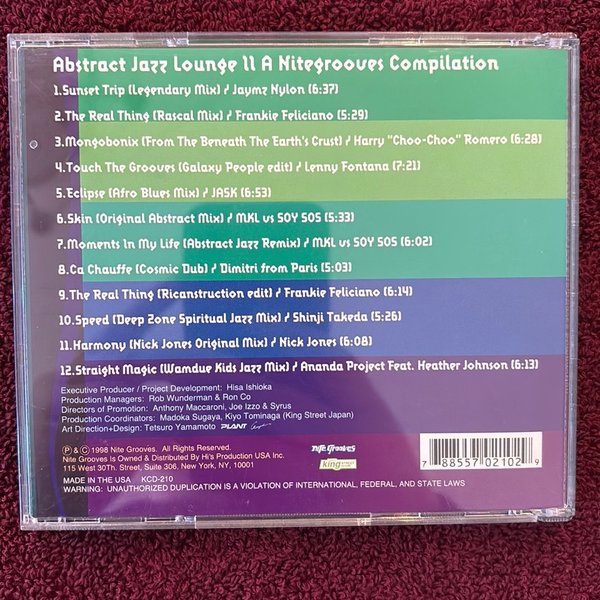 Abstract Jazz Lounge II A Nitegrooves Compilation
1.Sunset Trip (Legendary Mix) / Jaymz Nylon (6:37)
2.The Real Thing (Rascal Mix) / Frankie Feliciano (5:29)
3.Mongobonix (From The Beneath The Earth's Crust) / Harry "Choo-Choo" Romero (6:28)
4.Touch The Grooves (Galaxy People edit) / Lenny Fontana (7:21)
5.Eclipse (Afro Blues Mix) / JASK (6:53)
6.Skin (Original Abstract Mix) / MKL vs SOY SOS (5:33)
7.Moments In My Life (Abstract Jazz Remix) / MKL vs SOY SOS (6:02)
8.Ca Chauffe (Cosmic Dub) / Dimitri from Paris (5:03)
9.The Real Thing (Ricanstruction edit) / Frankie Feliciano (6:14)
10.Speed (Deep Zone Spiritual Jazz Mix) / Shinji Takeda (5:26)
11.Harmony (Nick Jones Original Mix) / Nick Jones (6:08)
12.Straight Magic (Wamdue Kids Jazz Mix) / Ananda Project Feat. Heather Johnson (6:13)
Executive Producer / Project Development: Hisa Ishioka
Production Managers: Rob Wunderman & Ron Co
Directors of Promotion: Anthony Maccaroni, Joe Izzo & Syrus
Production Coordinators: Madoka Sugaya, Kiyo Tominaga (King Street Japan)
Art Direction+Design: Tetsuro Yamamoto PLANT
Ⓟ & © 1998 Nite Grooves. All Rights Reserved.
Nite Grooves Is Owned & Distributed By Hi's Production USA Inc.
115 West 30Th. Street, Suite 306, New York, NY, 10001
Nite Grooves
king
7 88557 02102 9
MADE IN THE USA KCD-210
WARNING: UNAUTHORIZED DUPLICATION IS A VIOLATION OF INTERNATIONAL, FEDERAL, AND STATE LAWS